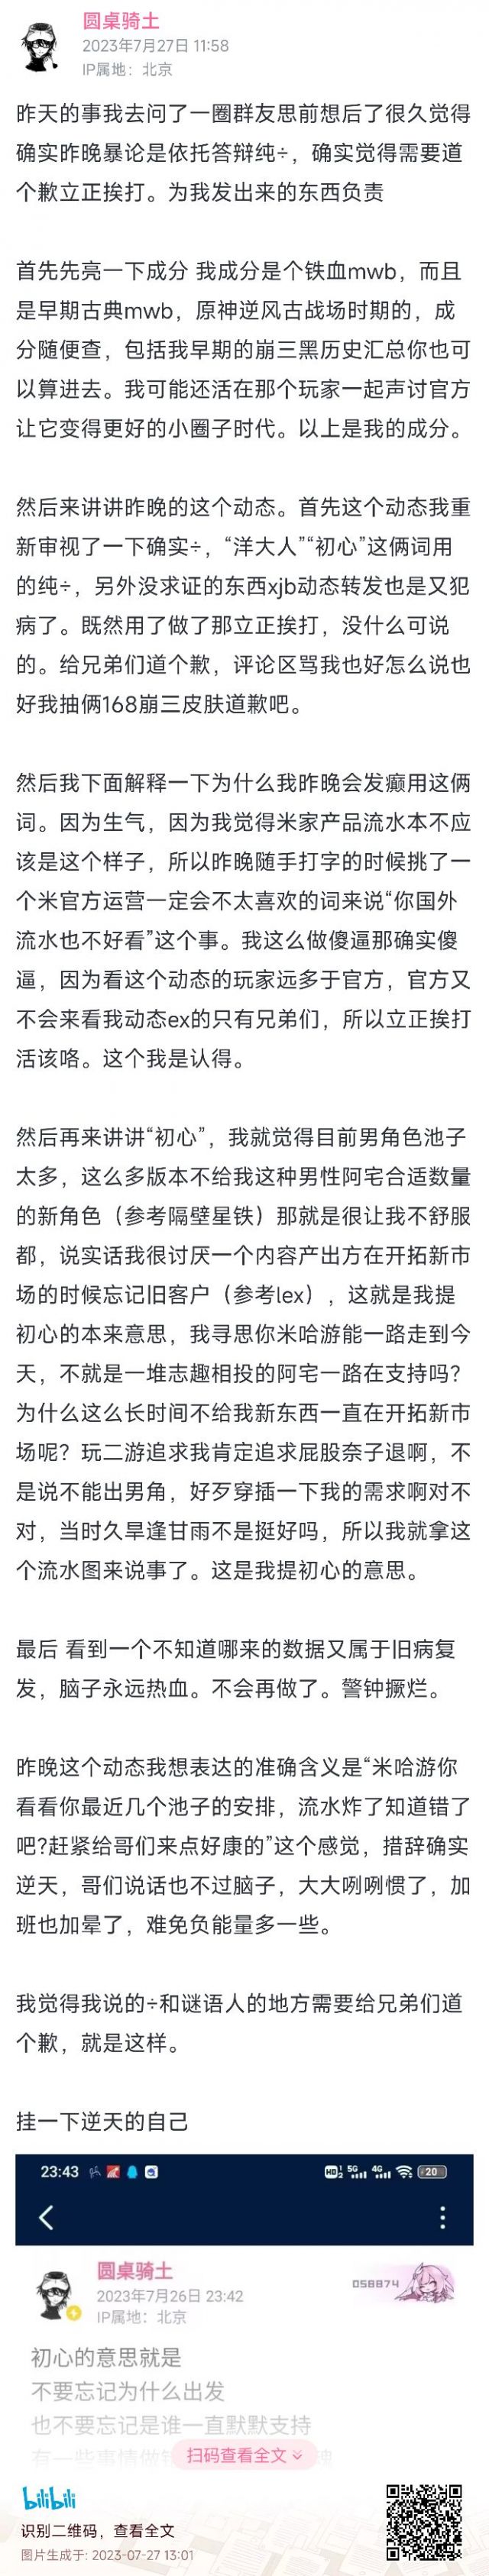 圆桌骑士
2023年7月27日 11:58
IP属地：北京
昨天的事我去问了一圈群友思前想后了很久觉得
确实昨晚暴论是依托答辩纯÷，确实觉得需要道
个歉立正挨打。为我发出来的东西负责
首先先亮一下成分 我成分是个铁血mwb，而且
是早期古典mwb，原神逆风古战场时期的，成
分随便查，包括我早期的崩三黑历史汇总你也可
以算进去。我可能还活在那个玩家一起声讨官方
让它变得更好的小圈子时代。以上是我的成分。
然后来讲讲昨晚的这个动态。首先这个动态我重
新审视了一下确实÷，“洋大人”“初心”这俩词用
的纯÷，另外没求证的东西xjb动态转发也是又犯
病了。既然用了做了那立正挨打，没什么可说
的。给兄弟们道个歉，评论区骂我也好怎么说也
好我抽俩168崩三皮肤道歉吧。
然后我下面解释一下为什么我昨晚会发癫用这俩
词。因为生气，因为我觉得米家产品流水本不应
该是这个样子，所以昨晚随手打字的时候挑了一
个米官方运营一定会不太喜欢的词来说“你国外
流水也不好看”这个事。我这么做傻逼那确实傻
逼，因为看这个动态的玩家远多于官方，官方又
不会来看我动态ex的只有兄弟们，所以立正挨打
活该咯。这个我是认得。
然后再来讲讲“初心”，我就觉得目前男角色池子
太多，这么多版本不给我这种男性阿宅合适数量
的新角色（参考隔壁星铁）那就是很让我不舒服
都，说实话我很讨厌一个内容产出方在开拓新市
场的时候忘记旧客户（参考lex），这就是我提
初心的本来意思，我寻思你米哈游能一路走到今
天，不就是一堆志趣相投的阿宅一路在支持吗？
为什么这么长时间不给我新东西一直在开拓新市
场呢？玩二游追求我肯定追求屁股奈子退啊，不
是说不能出男角，好歹穿插一下我的需求啊对不
对，当时久旱逢甘雨不是挺好吗，所以我就拿这
个流水图来说事了。这是我提初心的意思。
最后 看到一个不知道哪来的数据又属于旧病复
发，脑子永远热血。不会再做了。警钟撅烂。
昨晚这个动态我想表达的准确含义是“米哈游你
看看你最近几个池子的安排，流水炸了知道错了
吧?赶紧给哥们来点好康的”这个感觉，措辞确实
逆天，哥们说话也不过脑子，大大咧咧惯了，加
班也加晕了，难免负能量多一些。
我觉得我说的÷和谜语人的地方需要给兄弟们道
个歉，就是这样。
挂一下逆天的自己
23:43
HD 5G 4G 20
圆桌骑士
2023年7月26日 23:42
IP属地：北京
058874
初心的意思就是
不要忘记为什么出发
也不要忘记是谁一直默默支持
有一些事情做
扫码查看全文
bilibili
识别二维码，查看全文
图片生成于: 2023-07-27 13:01